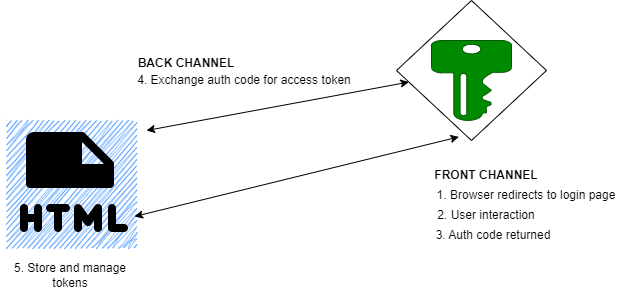 BACK CHANNEL
4. Exchange auth code for access token
HTML
FRONT CHANNEL
1. Browser redirects to login page
2. User interaction
3. Auth code returned
5. Store and manage
tokens